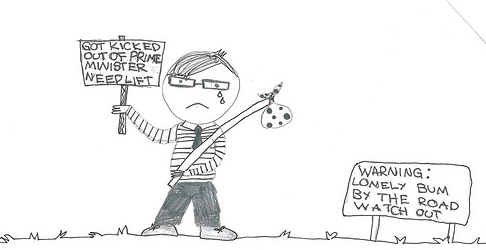 GOT KICKED
OUT OF PRIME
MINISTER
NEED LIFT
WARNING:
LONELY BUM
BY THE ROAD
WATCH OUT